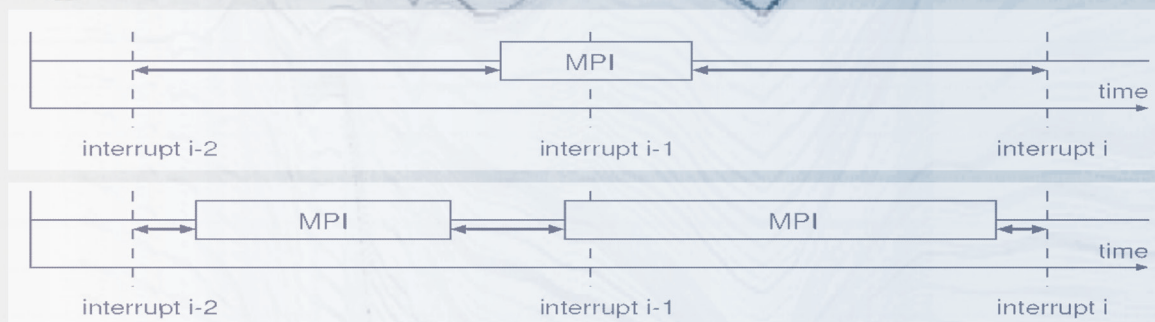 MPI
time
interrupt i-2 interrupt i-1 interrupt i
MPI MPI
time
interrupt i-2 interrupt i-1 interrupt i